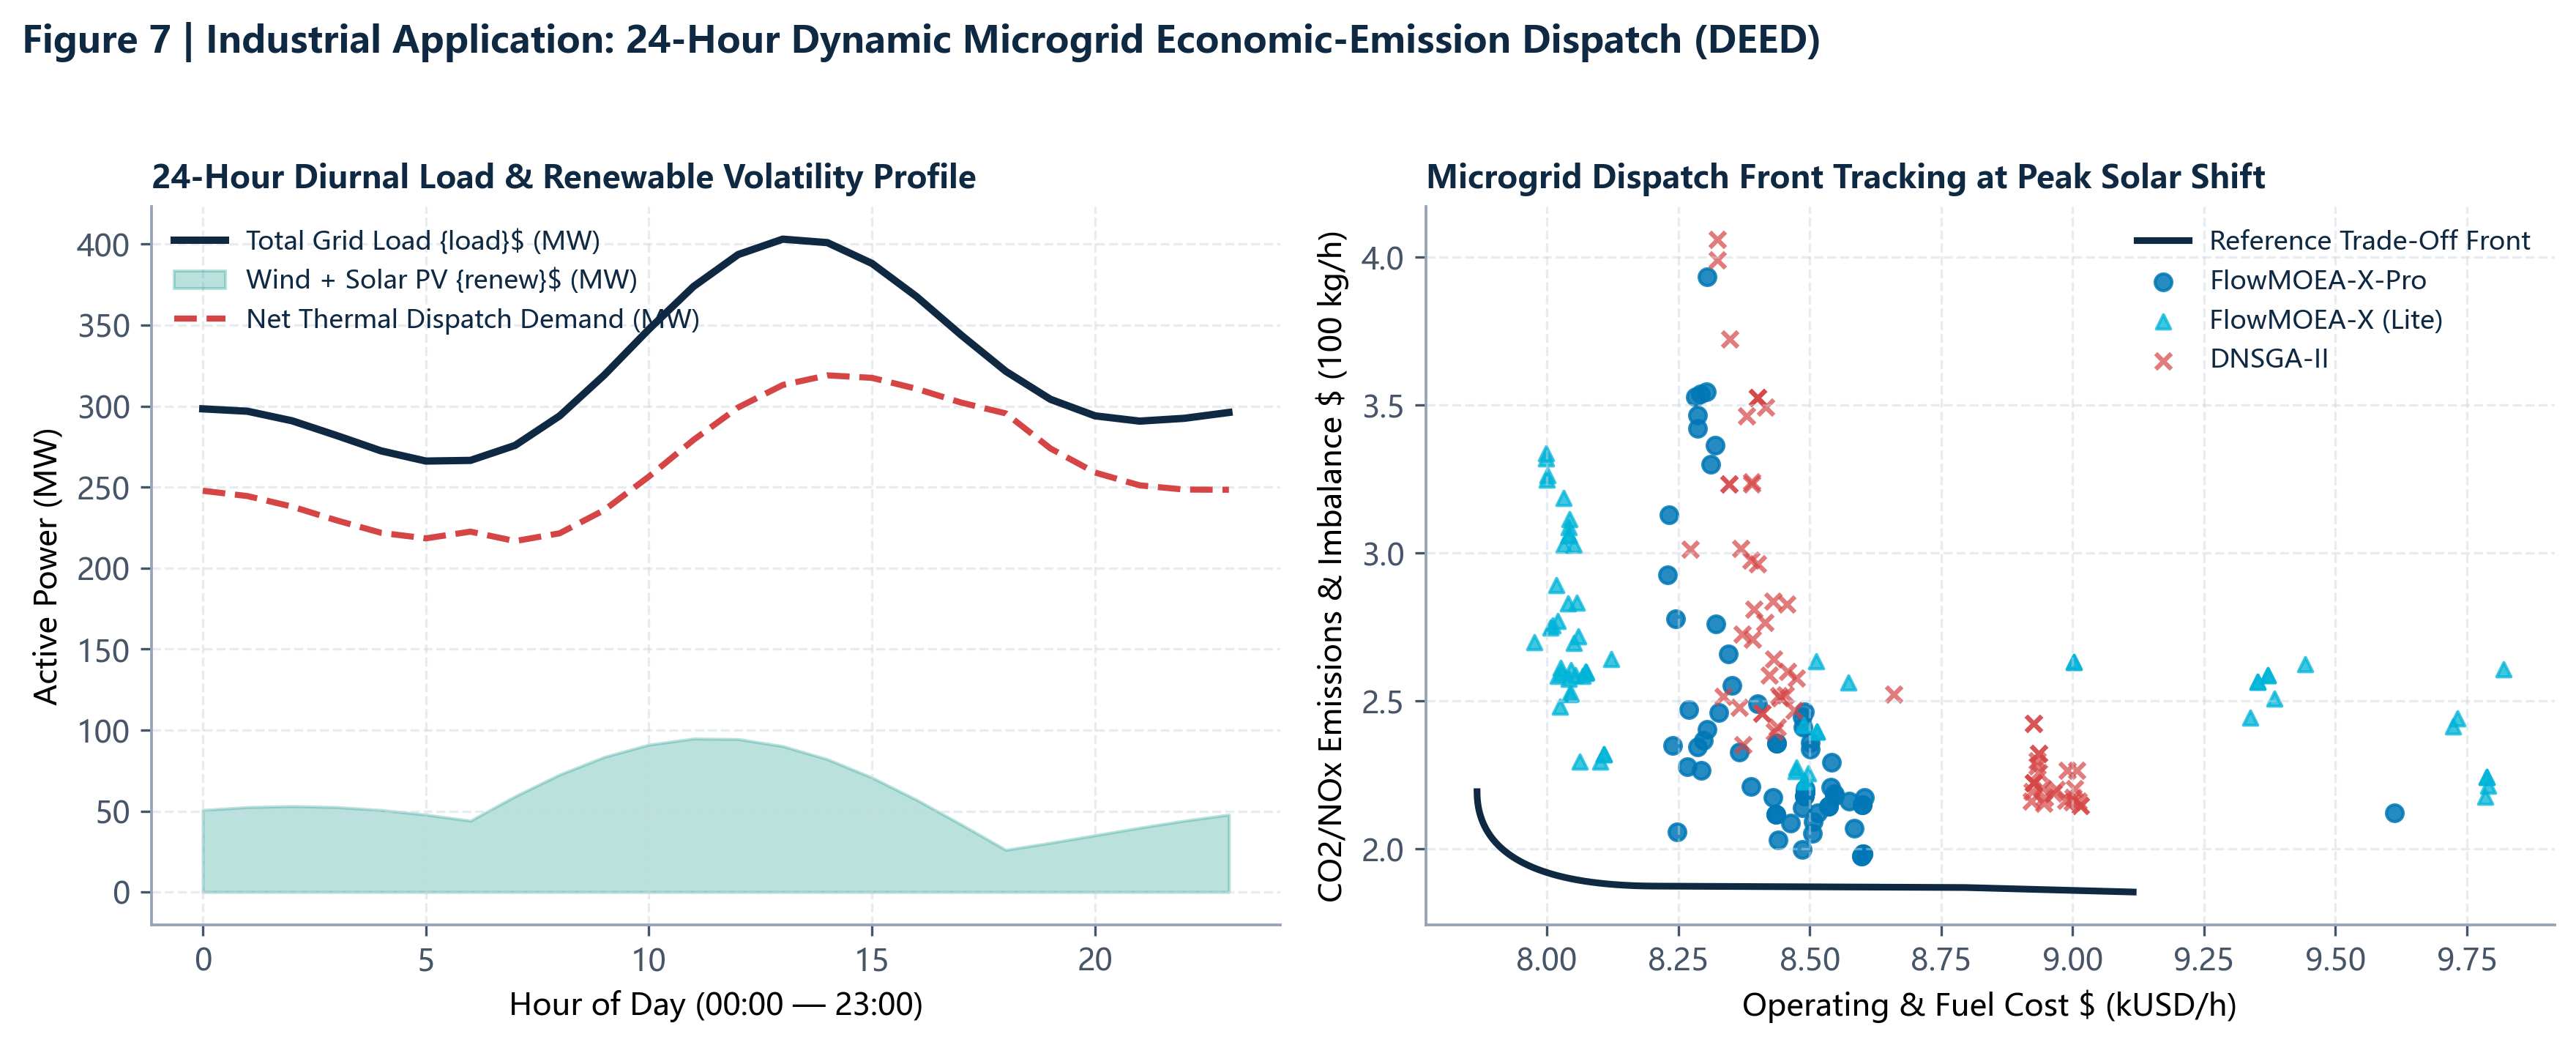 Figure 7 | Industrial Application: 24-Hour Dynamic Microgrid Economic-Emission Dispatch (DEED)
24-Hour Diurnal Load & Renewable Volatility Profile
Total Grid Load {load}$ (MW)
Wind + Solar PV {renew}$ (MW)
Net Thermal Dispatch Demand (MW)
Active Power (MW)
400
350
300
250
200
150
100
50
0
0 5 10 15 20
Hour of Day (00:00 — 23:00)
Microgrid Dispatch Front Tracking at Peak Solar Shift
Reference Trade-Off Front
FlowMOEA-X-Pro
FlowMOEA-X (Lite)
DNSGA-II
CO2/NOx Emissions & Imbalance $ (100 kg/h)
4.0
3.5
3.0
2.5
2.0
8.00 8.25 8.50 8.75 9.00 9.25 9.50 9.75
Operating & Fuel Cost $ (kUSD/h)